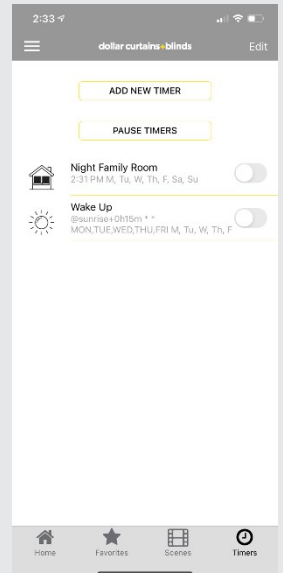 2:33
dollar curtains+blinds
Edit
ADD NEW TIMER
PAUSE TIMERS
Night Family Room
2:31 PM M, Tu, W, Th, F, Sa, Su
Wake Up
@sunrise+0h15m * *
MON,TUE,WED,THU,FRI M, Tu, W, Th, F
Home
Favorites
Scenes
Timers